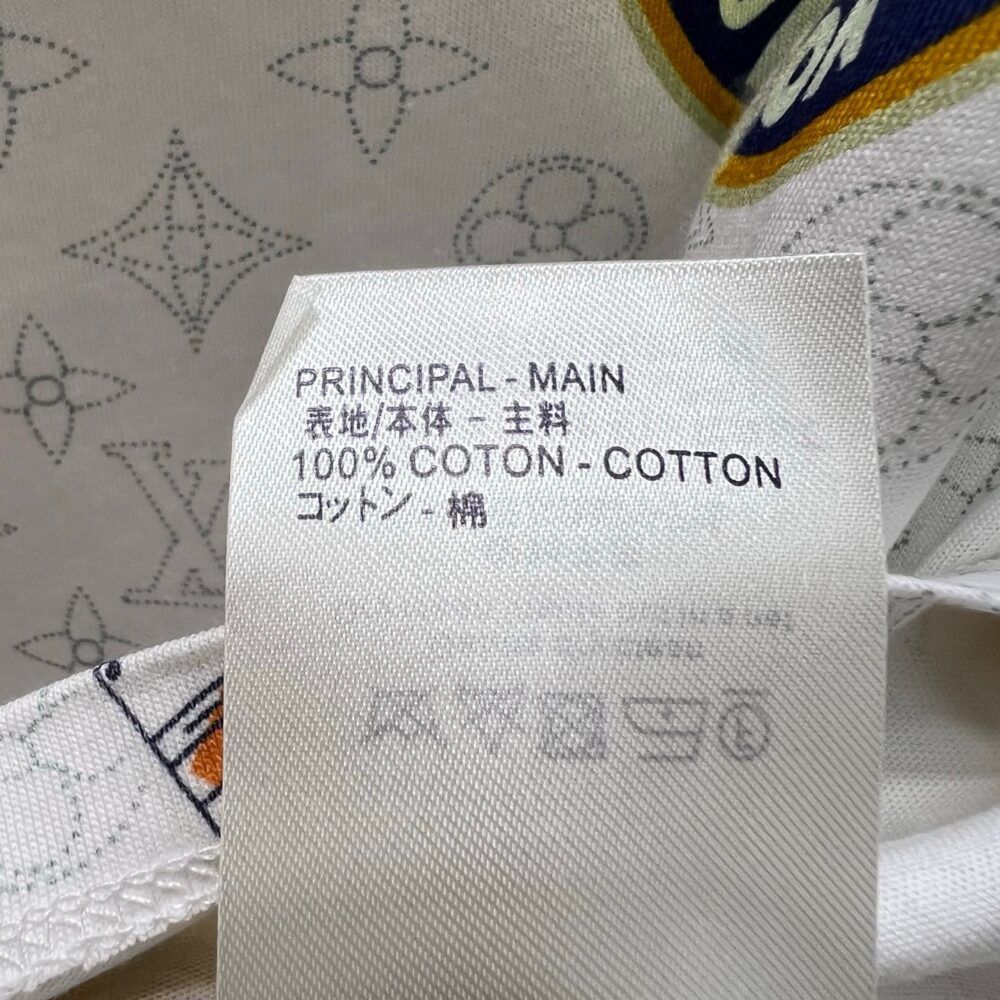 PRINCIPAL - MAIN
表地/本体 - 主料
100% COTON - COTTON
コットン - 棉